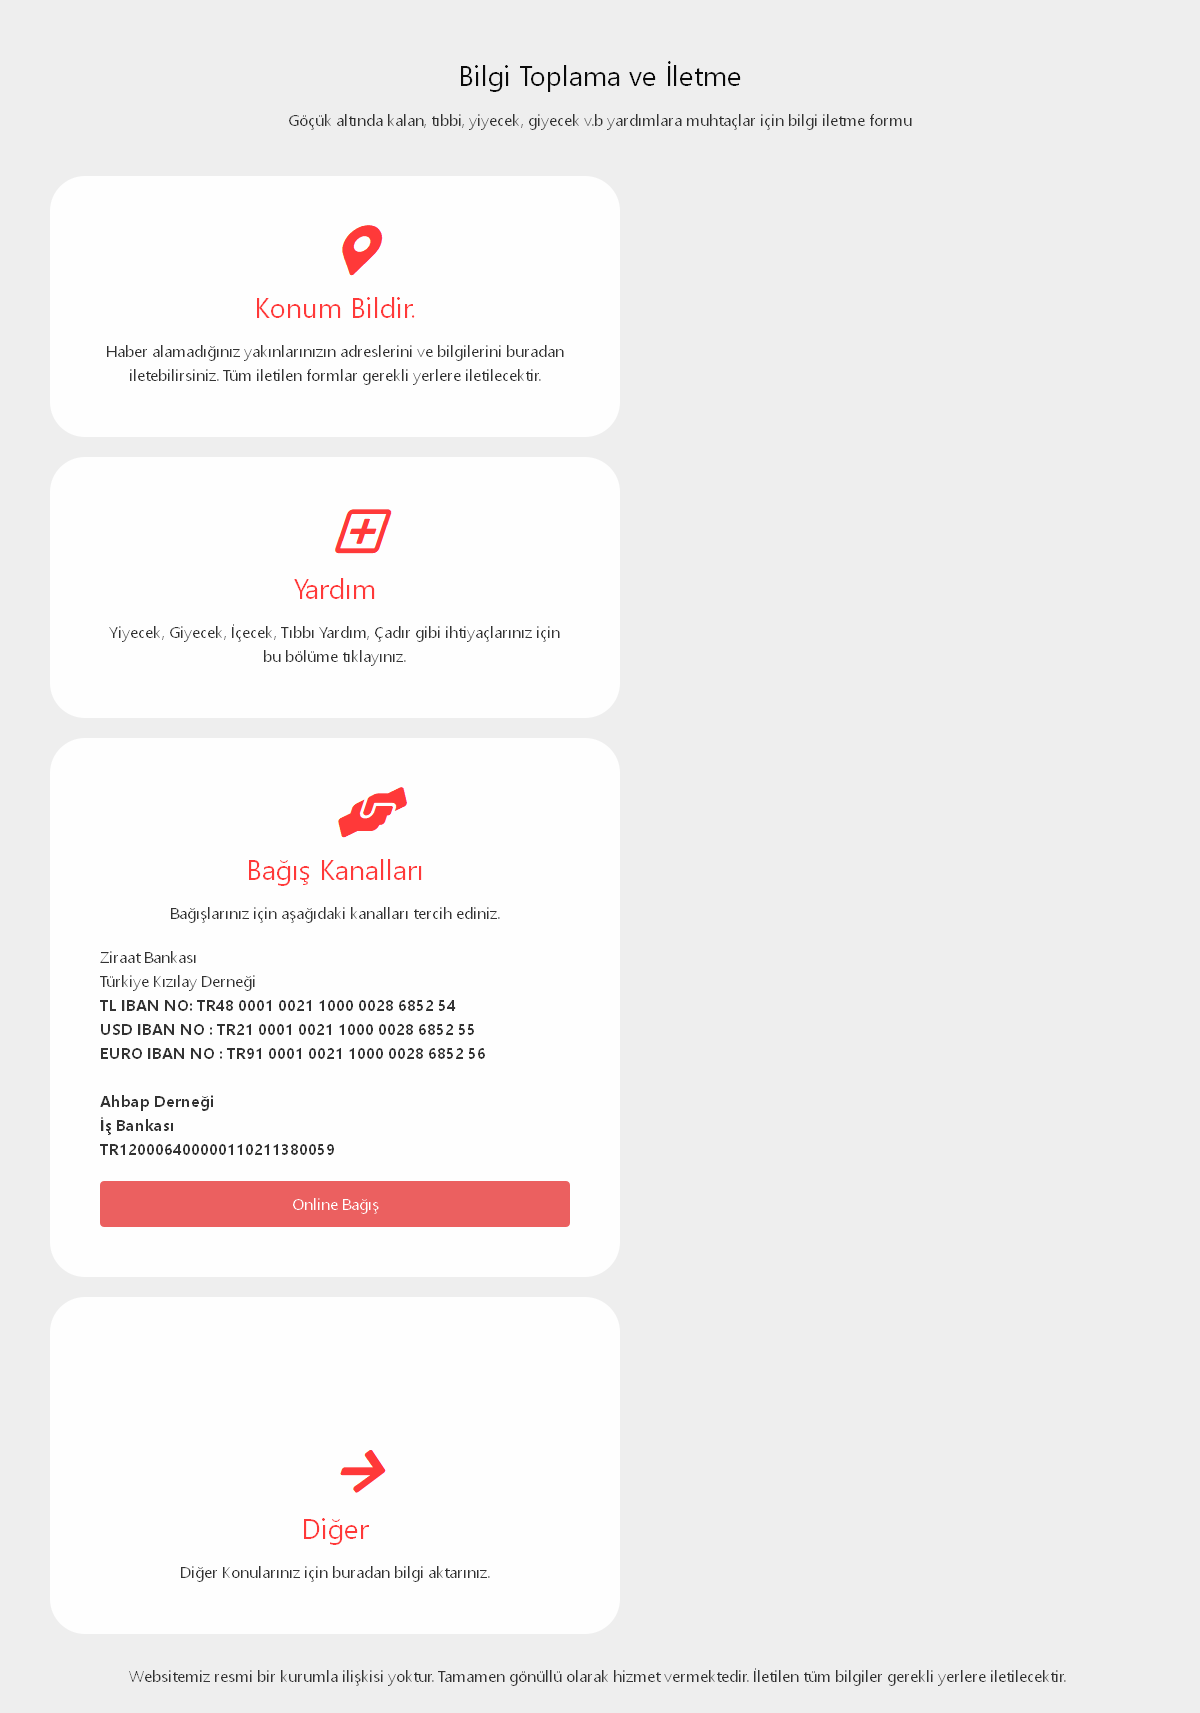 Bilgi Toplama ve İletme
Göçük altında kalan, tıbbi, yiyecek, giyecek v.b yardımlara muhtaçlar için bilgi iletme formu
Konum Bildir.
Haber alamadığınız yakınlarınızın adreslerini ve bilgilerini buradan
iletebilirsiniz. Tüm iletilen formlar gerekli yerlere iletilecektir.
Yardım
Yiyecek, Giyecek, İçecek, Tıbbı Yardım, Çadır gibi ihtiyaçlarınız için
bu bölüme tıklayınız.
Bağış Kanalları
Bağışlarınız için aşağıdaki kanalları tercih ediniz.
Ziraat Bankası
Türkiye Kızılay Derneği
TL IBAN NO: TR48 0001 0021 1000 0028 6852 54
USD IBAN NO : TR21 0001 0021 1000 0028 6852 55
EURO IBAN NO : TR91 0001 0021 1000 0028 6852 56
Ahbap Derneği
İş Bankası
TR120006400000110211380059
Online Bağış
Diğer
Diğer Konularınız için buradan bilgi aktarınız.
Websitemiz resmi bir kurumla ilişkisi yoktur. Tamamen gönüllü olarak hizmet vermektedir. İletilen tüm bilgiler gerekli yerlere iletilecektir.